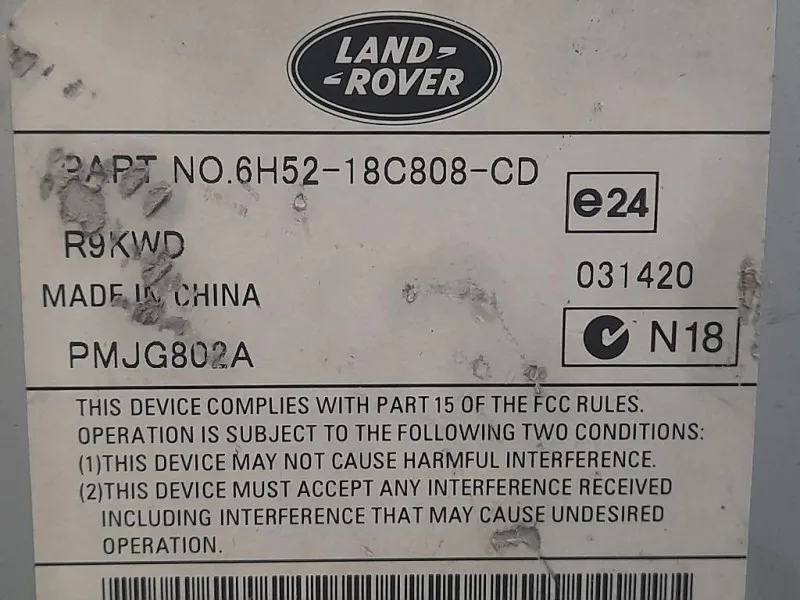 LAND
ROVER
PART NO.6H52-18C808-CD
e24
R9KWD
031420
MADE IN CHINA
N18
PMJG802A
THIS DEVICE COMPLIES WITH PART 15 OF THE FCC RULES.
OPERATION IS SUBJECT TO THE FOLLOWING TWO CONDITIONS:
(1)THIS DEVICE MAY NOT CAUSE HARMFUL INTERFERENCE.
(2)THIS DEVICE MUST ACCEPT ANY INTERFERENCE RECEIVED
INCLUDING INTERFERENCE THAT MAY CAUSE UNDESIRED
OPERATION.